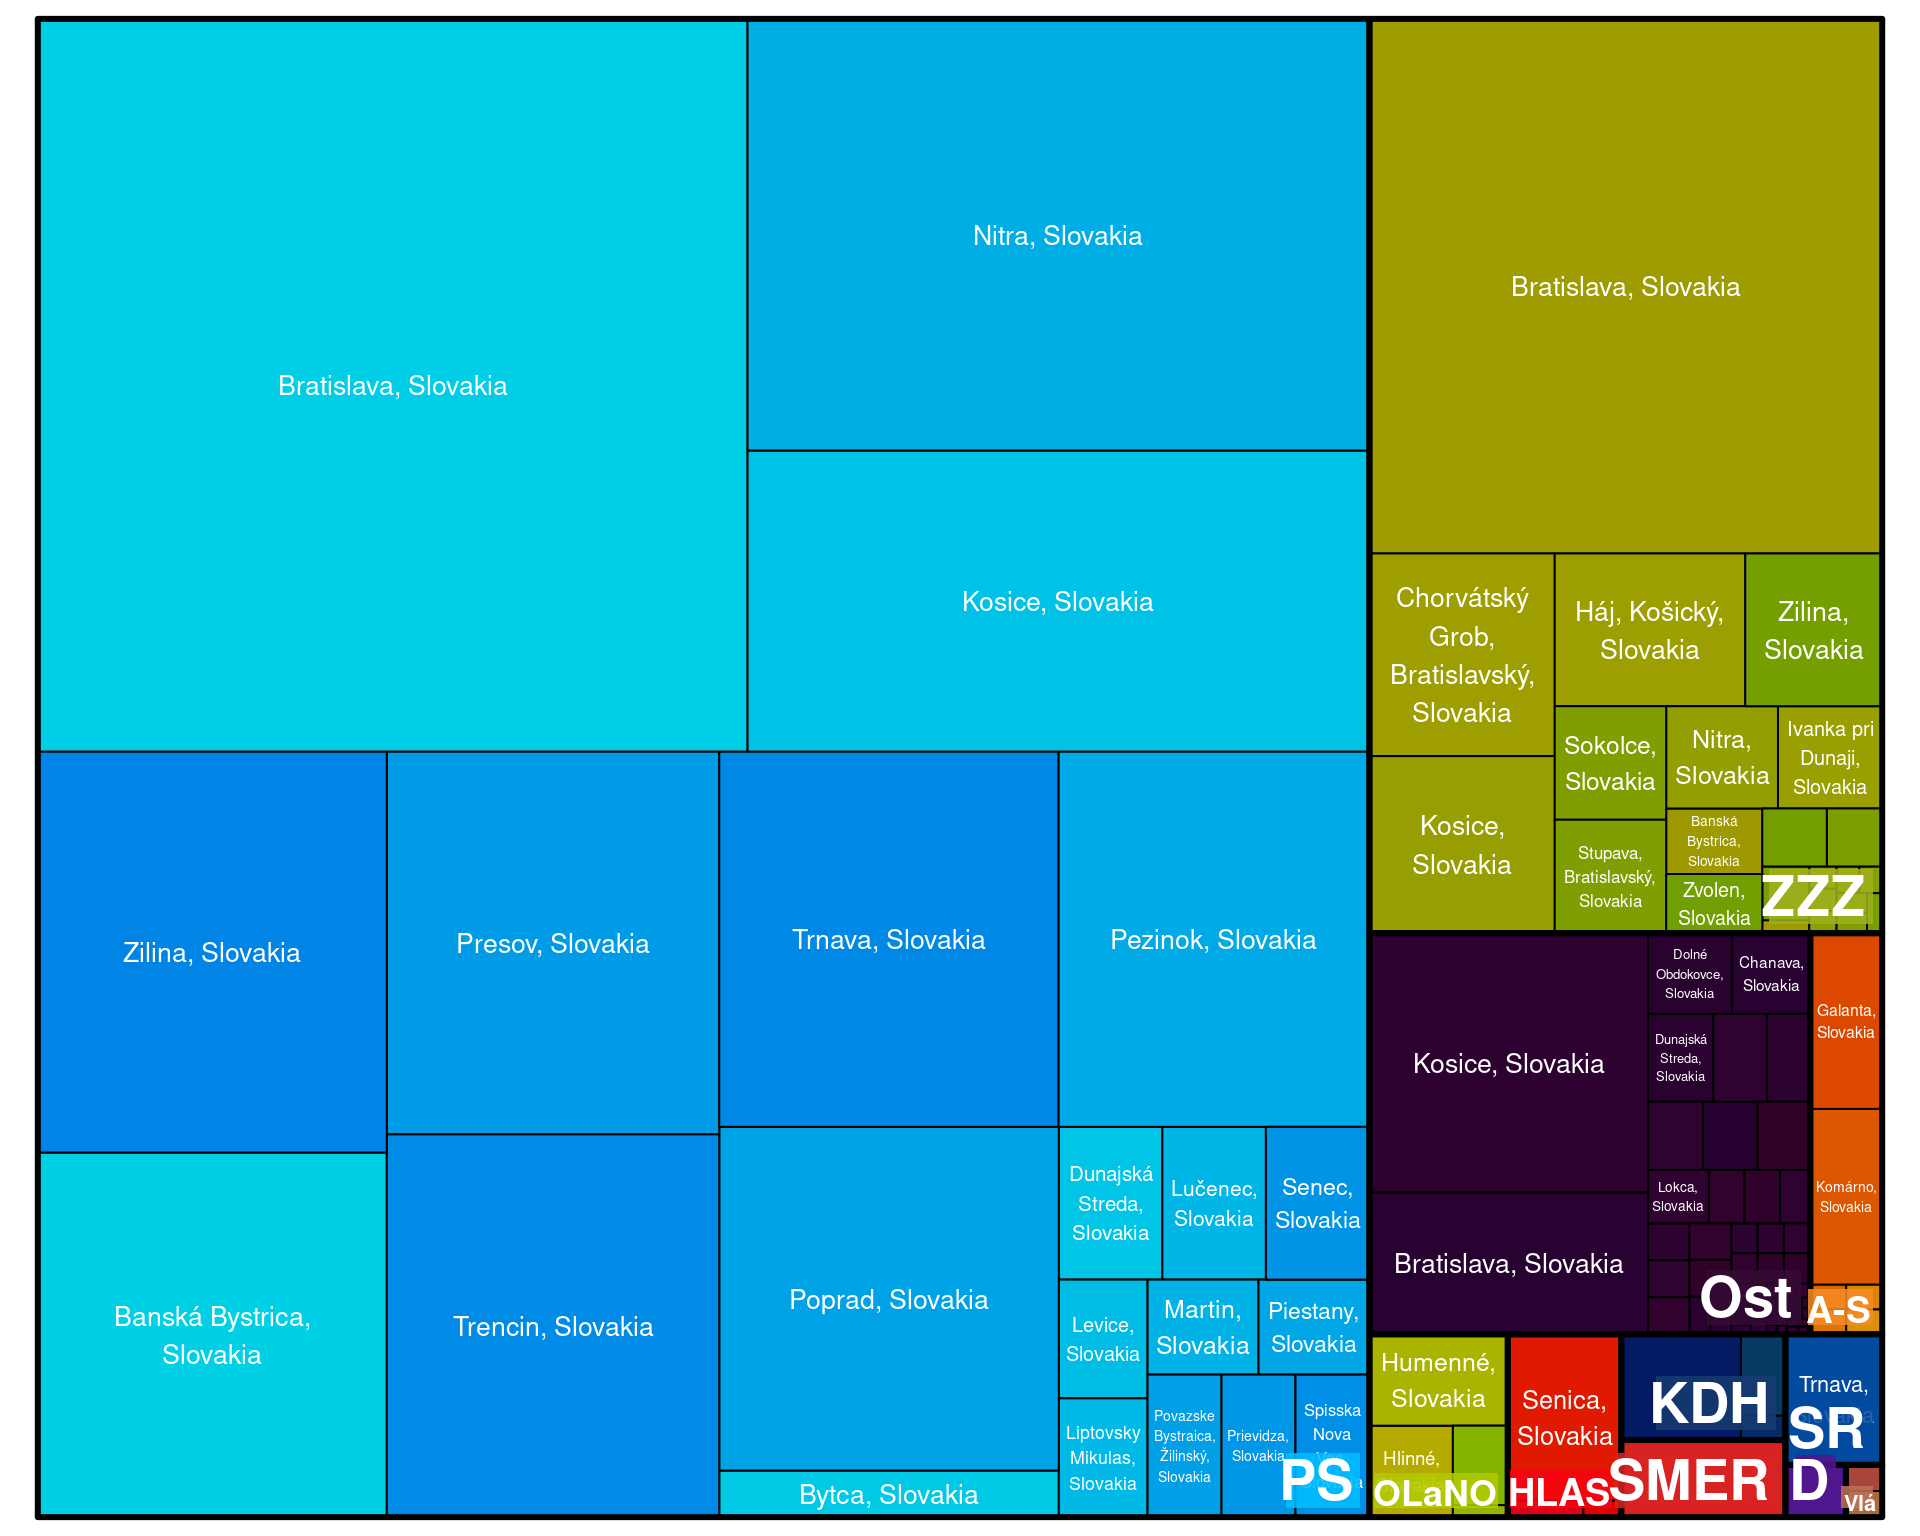 Bratislava, Slovakia
Nitra, Slovakia
Kosice, Slovakia
Zilina, Slovakia
Presov, Slovakia
Trnava, Slovakia
Pezinok, Slovakia
Banská Bystrica,
Slovakia
Trencin, Slovakia
Poprad, Slovakia
Bytca, Slovakia
Dunajská
Streda,
Slovakia
Lučenec,
Slovakia
Senec,
Slovakia
Levice,
Slovakia
Martin,
Slovakia
Piestany,
Slovakia
Liptovsky
Mikulas,
Slovakia
Povazske
Bystraica,
Žilinský,
Slovakia
Prievidza,
Slovakia
Spisska
Nova
PS
Bratislava, Slovakia
Chorvátský
Grob,
Bratislavský,
Slovakia
Háj, Košický,
Slovakia
Zilina,
Slovakia
Kosice,
Slovakia
Sokolce,
Slovakia
Nitra,
Slovakia
Ivanka pri
Dunaji,
Slovakia
Stupava,
Bratislavský,
Slovakia
Banská
Bystrica,
Slovakia
Zvolen,
Slovakia
ZZZ
Kosice, Slovakia
Bratislava, Slovakia
Dolné
Obdokovce,
Slovakia
Chanava,
Slovakia
Dunajská
Streda,
Slovakia
Lokca,
Slovakia
Ost
Galanta,
Slovakia
Komárno,
Slovakia
A-S
Humenné,
Slovakia
Hlinné,
OLaNO
Senica,
Slovakia
HLAS
KDH
SMER
Trnava,
SR
D
VIá